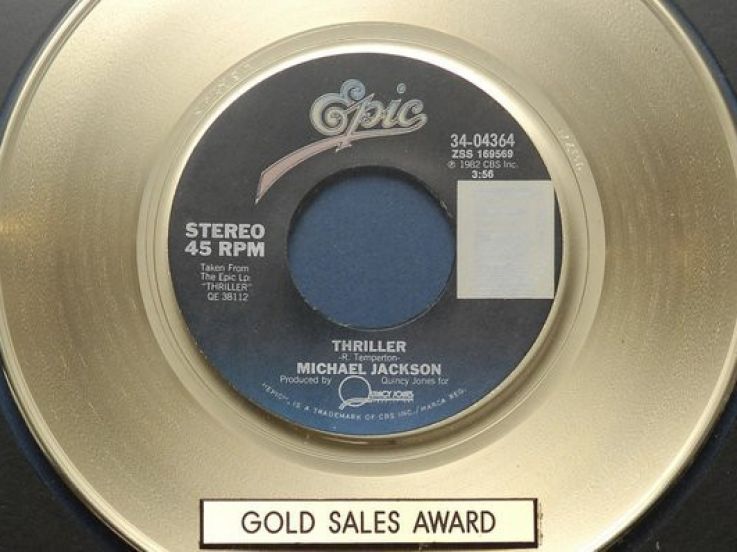 Epic
34-04364
ZSS 169569
℗ 1982 CBS Inc.
3:56
STEREO
45 RPM
Taken From
The Epic Lp:
"THRILLER"
QE 38112
THRILLER
-R. Temperton-
MICHAEL JACKSON
Produced by Quincy Jones for
QUINCY JONES
"EPIC", IS A TRADEMARK OF CBS INC./MARCA REG.
GOLD SALES AWARD